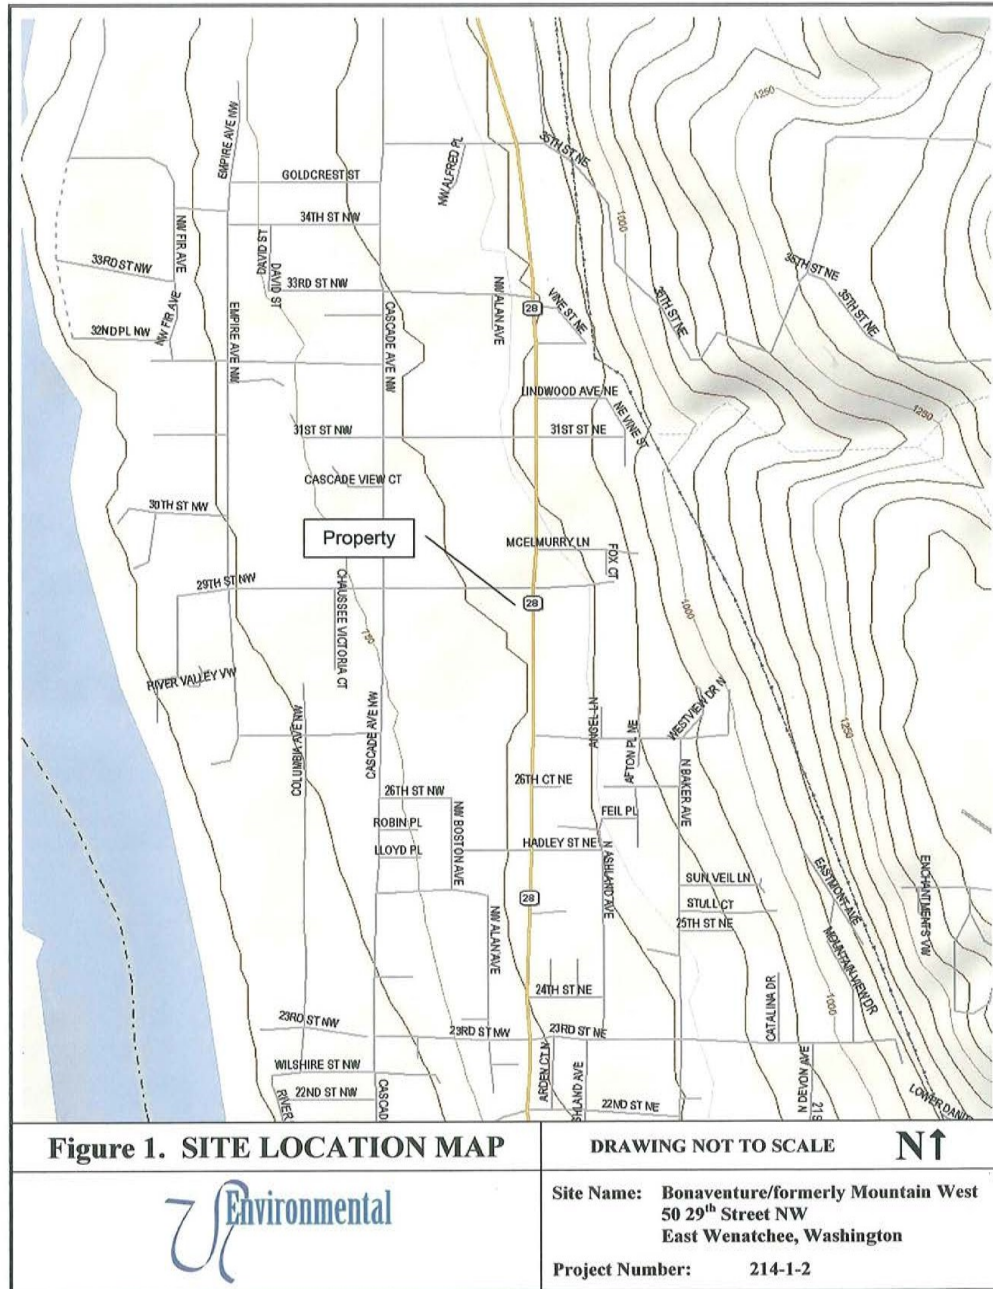 1250
EMPIRE AVE NW
35TH ST NE
NW ALFRED PL
GOLDCREST ST
1000
34TH ST NW
NW FIR AVE
DAVID ST
33RD ST NW
DAVID ST
35TH ST NE
33RD ST NW
NW ALAN AVE
VINE ST NE
35TH ST NE
35TH ST NE
28
EMPIRE AVE NW
CASCADE AVE NW
32ND PL NW
NW FIR AVE
LINDWOOD AVE NE
NE VINE ST
1250
31ST ST NW
31ST ST NE
CASCADE VIEW CT
30TH ST NW
Property
MCELMURRY LN
FOX CT
29TH ST NW
CHAUSSEE VICTORIA CT
28
1000
750
RIVER VALLEY VW
WESTVIEW DR N
COLUMBIA AVE NW
CASCADE AVE NW
ANGEL LN
AFTON PL NE
1250
N BAKER AVE
26TH CT NE
26TH ST NW
NW BOSTON AVE
FEIL PL
ROBIN PL
HADLEY ST NE
LLOYD PL
N ASHLAND AVE
SUN VEIL LN
EASTMONT AVE
ENCHANTMENTS VW
28
STULL CT
NW ALAN AVE
25TH ST NE
MOUNTAIN VIEW DR
24TH ST NE
CATALINA DR
1000
23RD ST NW
23RD ST NW
23RD ST NE
WILSHIRE ST NW
ARDEN CT N
SHLAND AVE
N DEVON AVE
22ND ST NW
RIVER
CASCAD
22ND ST NE
LOWER DANI
Figure 1. SITE LOCATION MAP
DRAWING NOT TO SCALE
N↑
Environmental
Site Name: Bonaventure/formerly Mountain West
50 29th Street NW
East Wenatchee, Washington
Project Number: 214-1-2